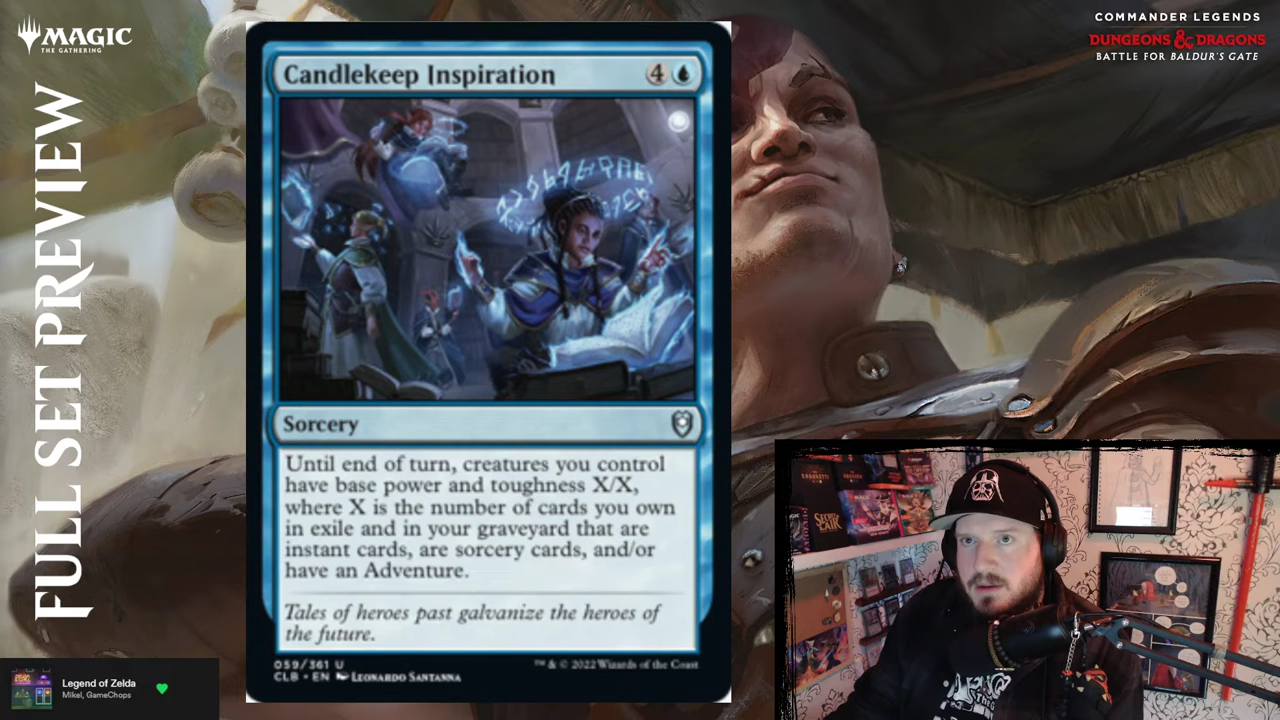 MAGIC
THE GATHERING
FULL SET PREVIEW
Candlekeep Inspiration 4
Sorcery
Until end of turn, creatures you control
have base power and toughness X/X,
where X is the number of cards you own
in exile and in your graveyard that are
instant cards, are sorcery cards, and/or
have an Adventure.
Tales of heroes past galvanize the heroes of
the future.
059/361 U
CLB • EN LEONARDO SANTANNA
™ & © 2022 Wizards of the Coast
COMMANDER LEGENDS
DUNGEONS & DRAGONS
BATTLE FOR BALDUR'S GATE
SECRET
LAIR
Legend of Zelda
Mikel, GameChops